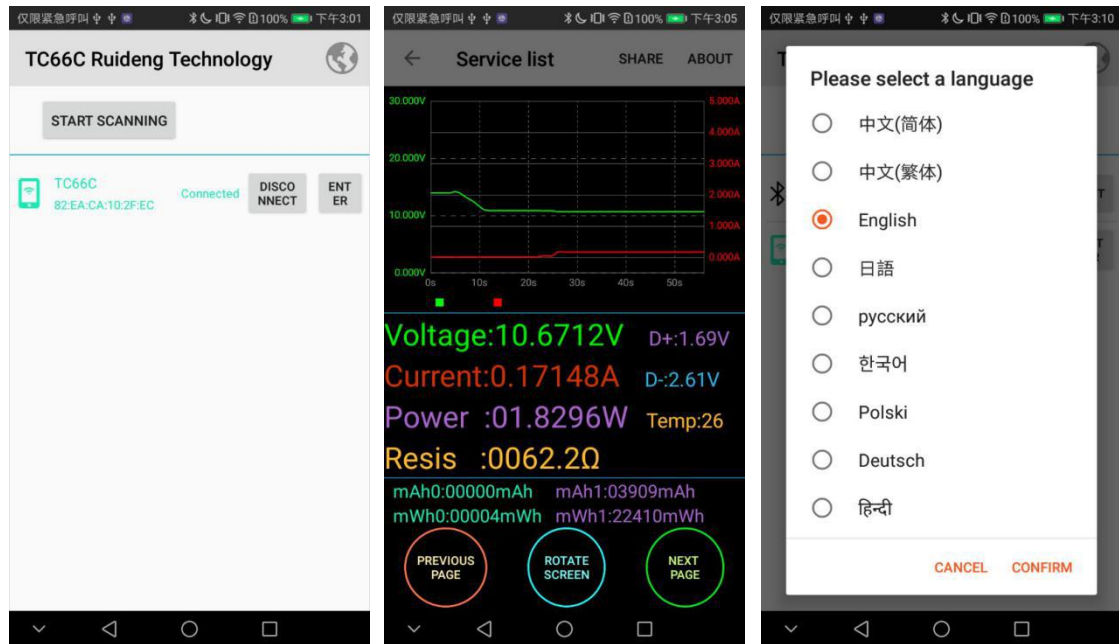 仅限紧急呼叫 100% 下午3:01
TC66C Ruideng Technology
START SCANNING
TC66C
82:EA:CA:10:2F:EC
Connected
DISCO
NNECT
ENT
ER
仅限紧急呼叫 100% 下午3:05
Service list SHARE ABOUT
30.000V 5.000A
4.000A
20.000V 3.000A
2.000A
10.000V
1.000A
0.000A
0.000V
0s 10s 20s 30s 40s 50s
Voltage:10.6712V D+:1.69V
Current:0.17148A D-:2.61V
Power :01.8296W Temp:26
Resis :0062.2Ω
mAh0:00000mAh mAh1:03909mAh
mWh0:00004mWh mWh1:22410mWh
PREVIOUS
PAGE
ROTATE
SCREEN
NEXT
PAGE
仅限紧急呼叫 100% 下午3:10
Please select a language
中文(简体)
中文(繁体)
English
日語
русский
한국어
Polski
Deutsch
हिन्दी
CANCEL CONFIRM